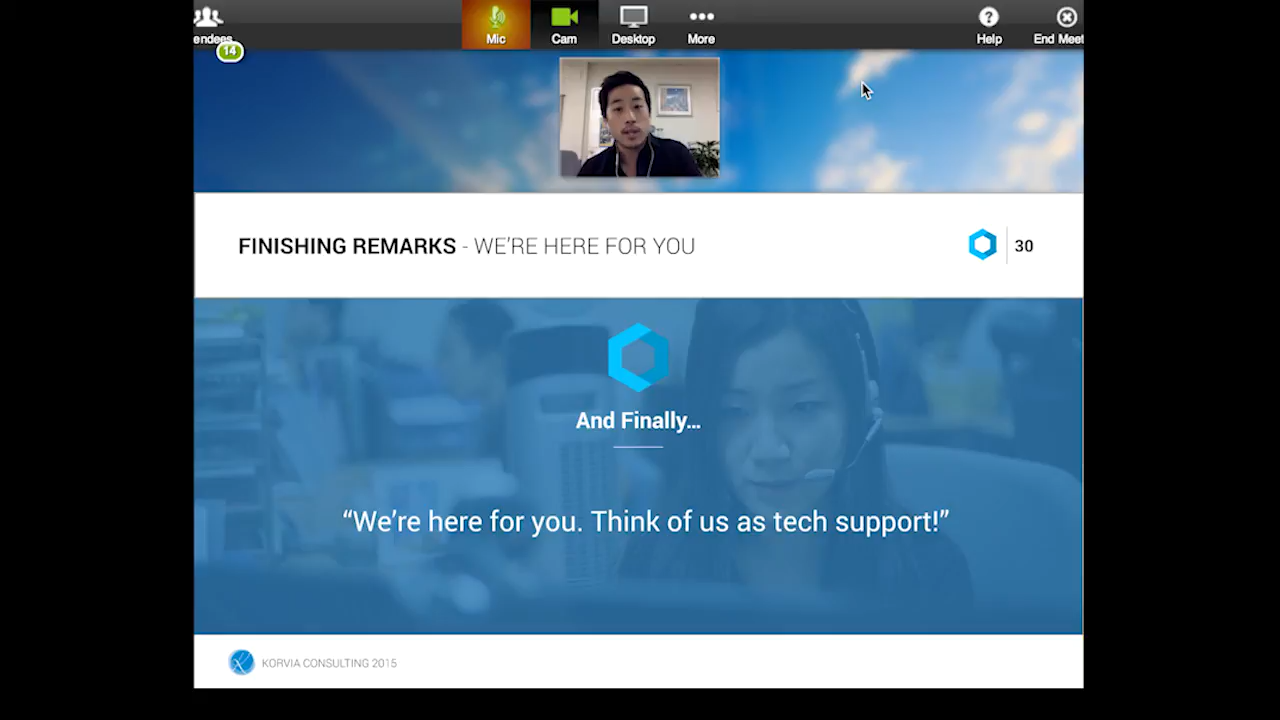 endees
14
Mic
Cam
Desktop
More
Help
End Meet
FINISHING REMARKS - WE'RE HERE FOR YOU
30
And Finally...
“We're here for you. Think of us as tech support!”
KORVIA CONSULTING 2015